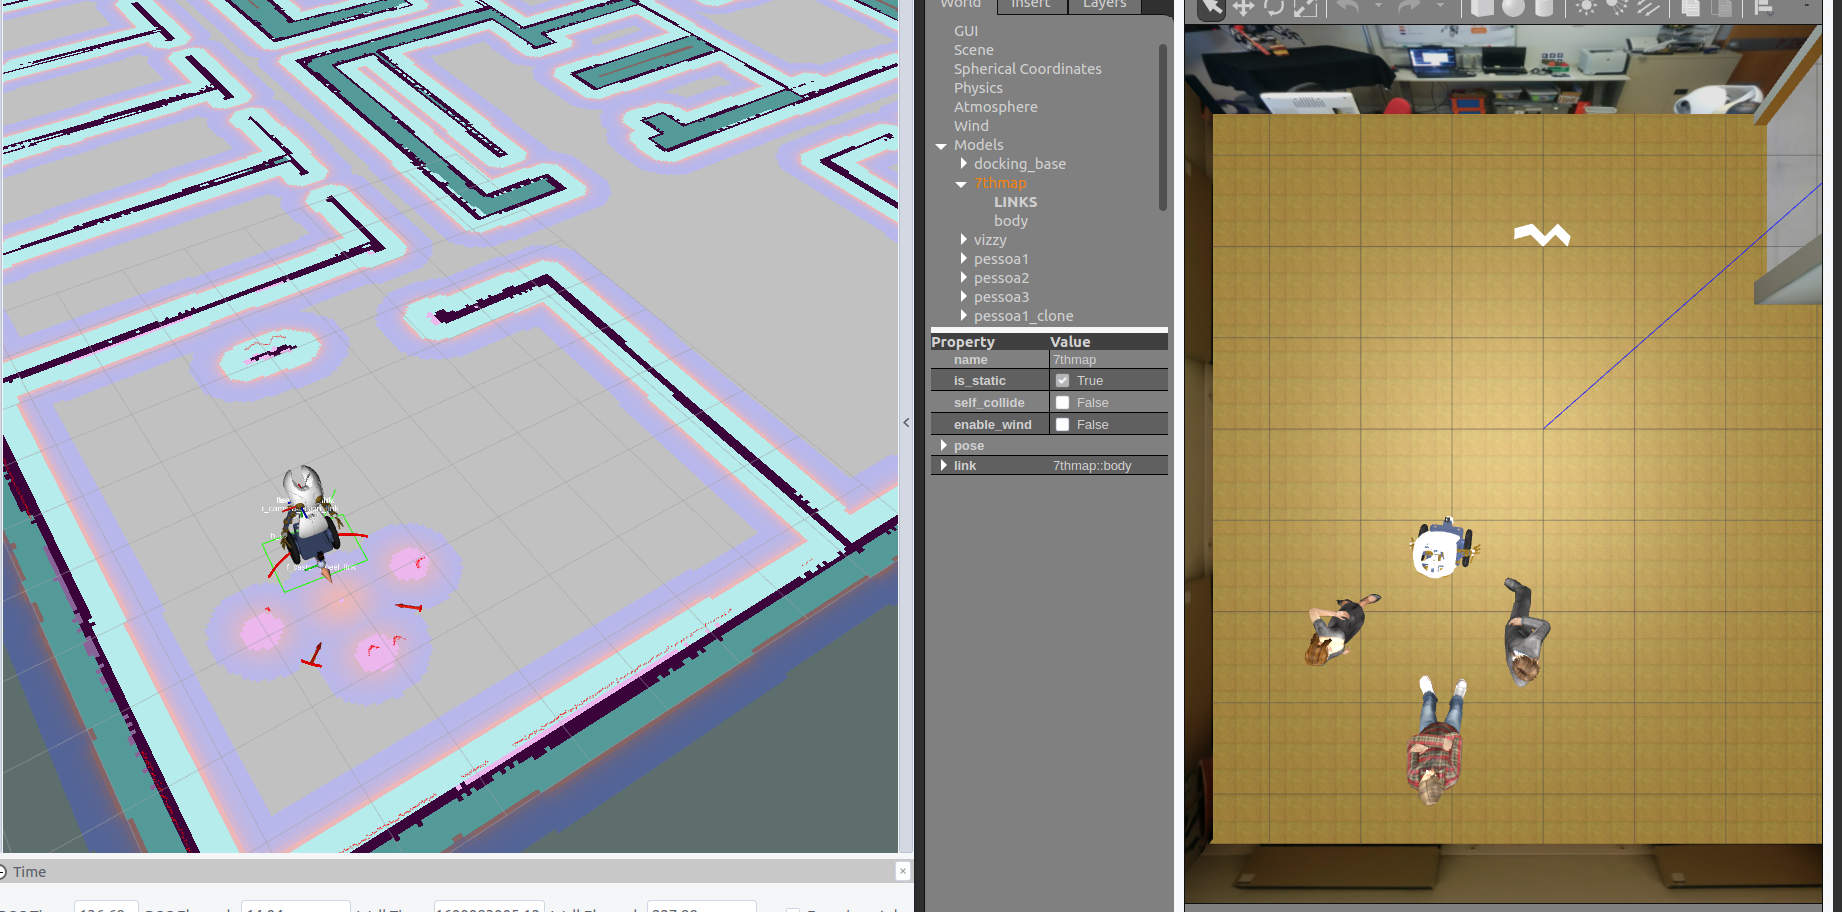 World Insert Layers
GUI
Scene
Spherical Coordinates
Physics
Atmosphere
Wind
Models
docking_base
7thmap
LINKS
body
vizzy
pessoa1
pessoa2
pessoa3
pessoa1_clone
Property Value
name 7thmap
is_static True
self_collide False
enable_wind False
pose
link 7thmap::body
Time